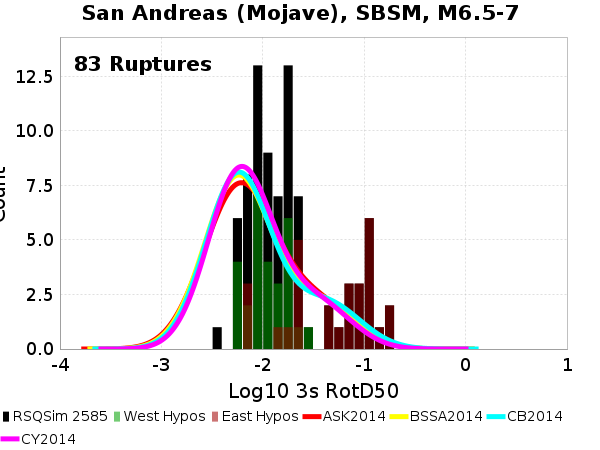 San Andreas (Mojave), SBSM, M6.5-7
83 Ruptures
12.5
10.0
7.5
5.0
2.5
0.0
-4 -3 -2 -1 0 1
Log10 3s RotD50
RSQSim 2585 West Hypos East Hypos ASK2014 BSSA2014 CB2014
CY2014